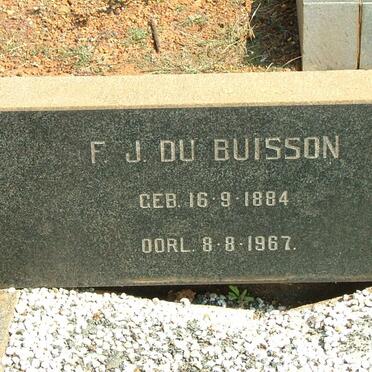 F. J. DU BUISSON
GEB. 16·9·1884
OORL. 8·8·1967.